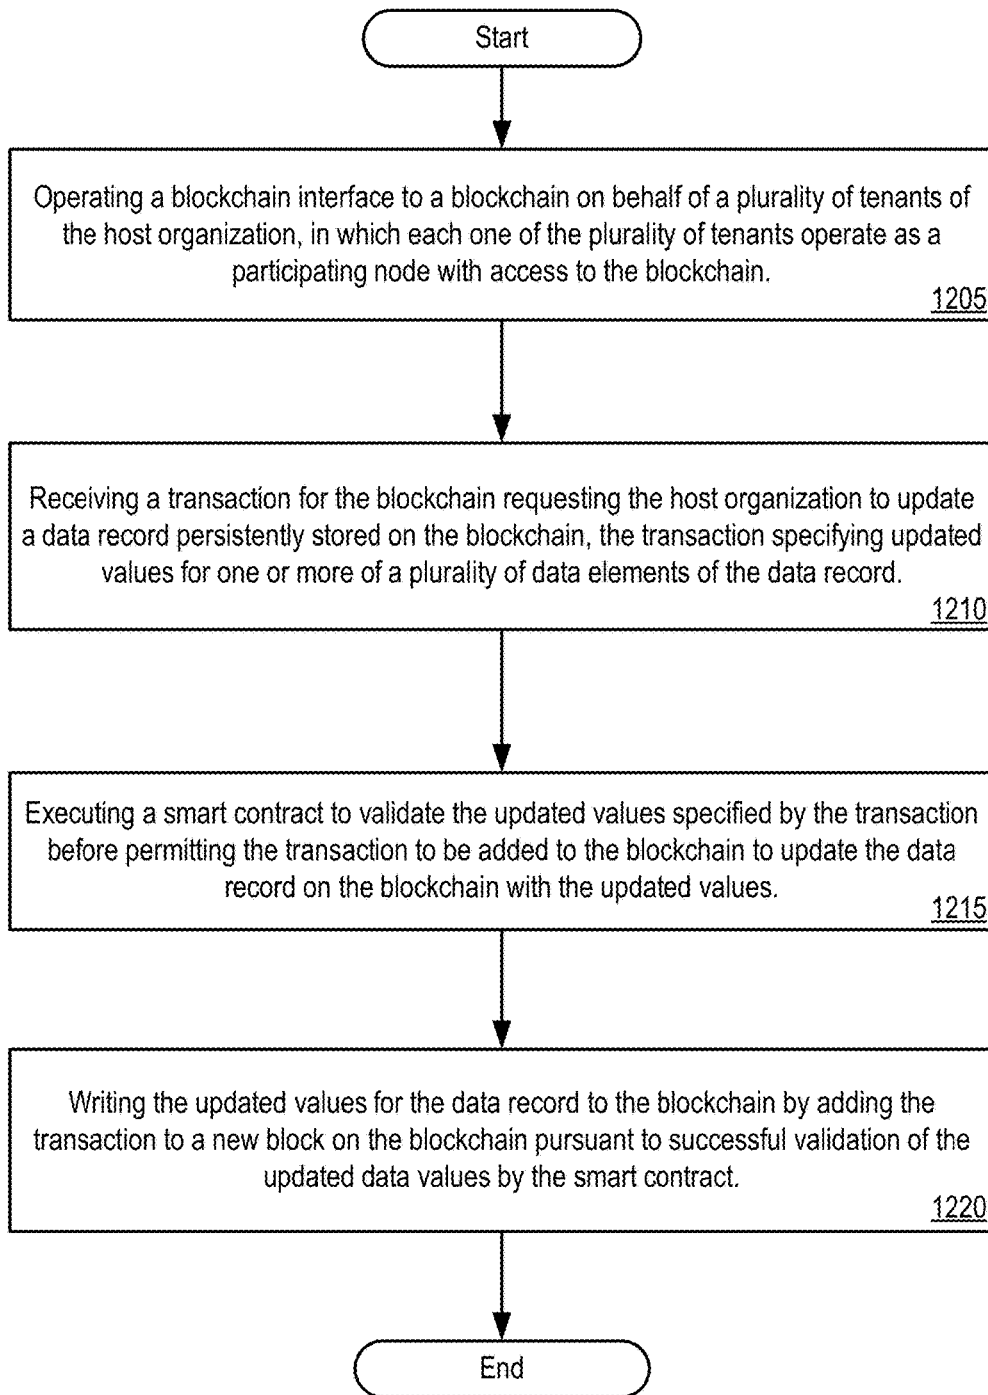 Start
Operating a blockchain interface to a blockchain on behalf of a plurality of tenants of
the host organization, in which each one of the plurality of tenants operate as a
participating node with access to the blockchain.
1205
Receiving a transaction for the blockchain requesting the host organization to update
a data record persistently stored on the blockchain, the transaction specifying updated
values for one or more of a plurality of data elements of the data record.
1210
Executing a smart contract to validate the updated values specified by the transaction
before permitting the transaction to be added to the blockchain to update the data
record on the blockchain with the updated values.
1215
Writing the updated values for the data record to the blockchain by adding the
transaction to a new block on the blockchain pursuant to successful validation of the
updated data values by the smart contract.
1220
End